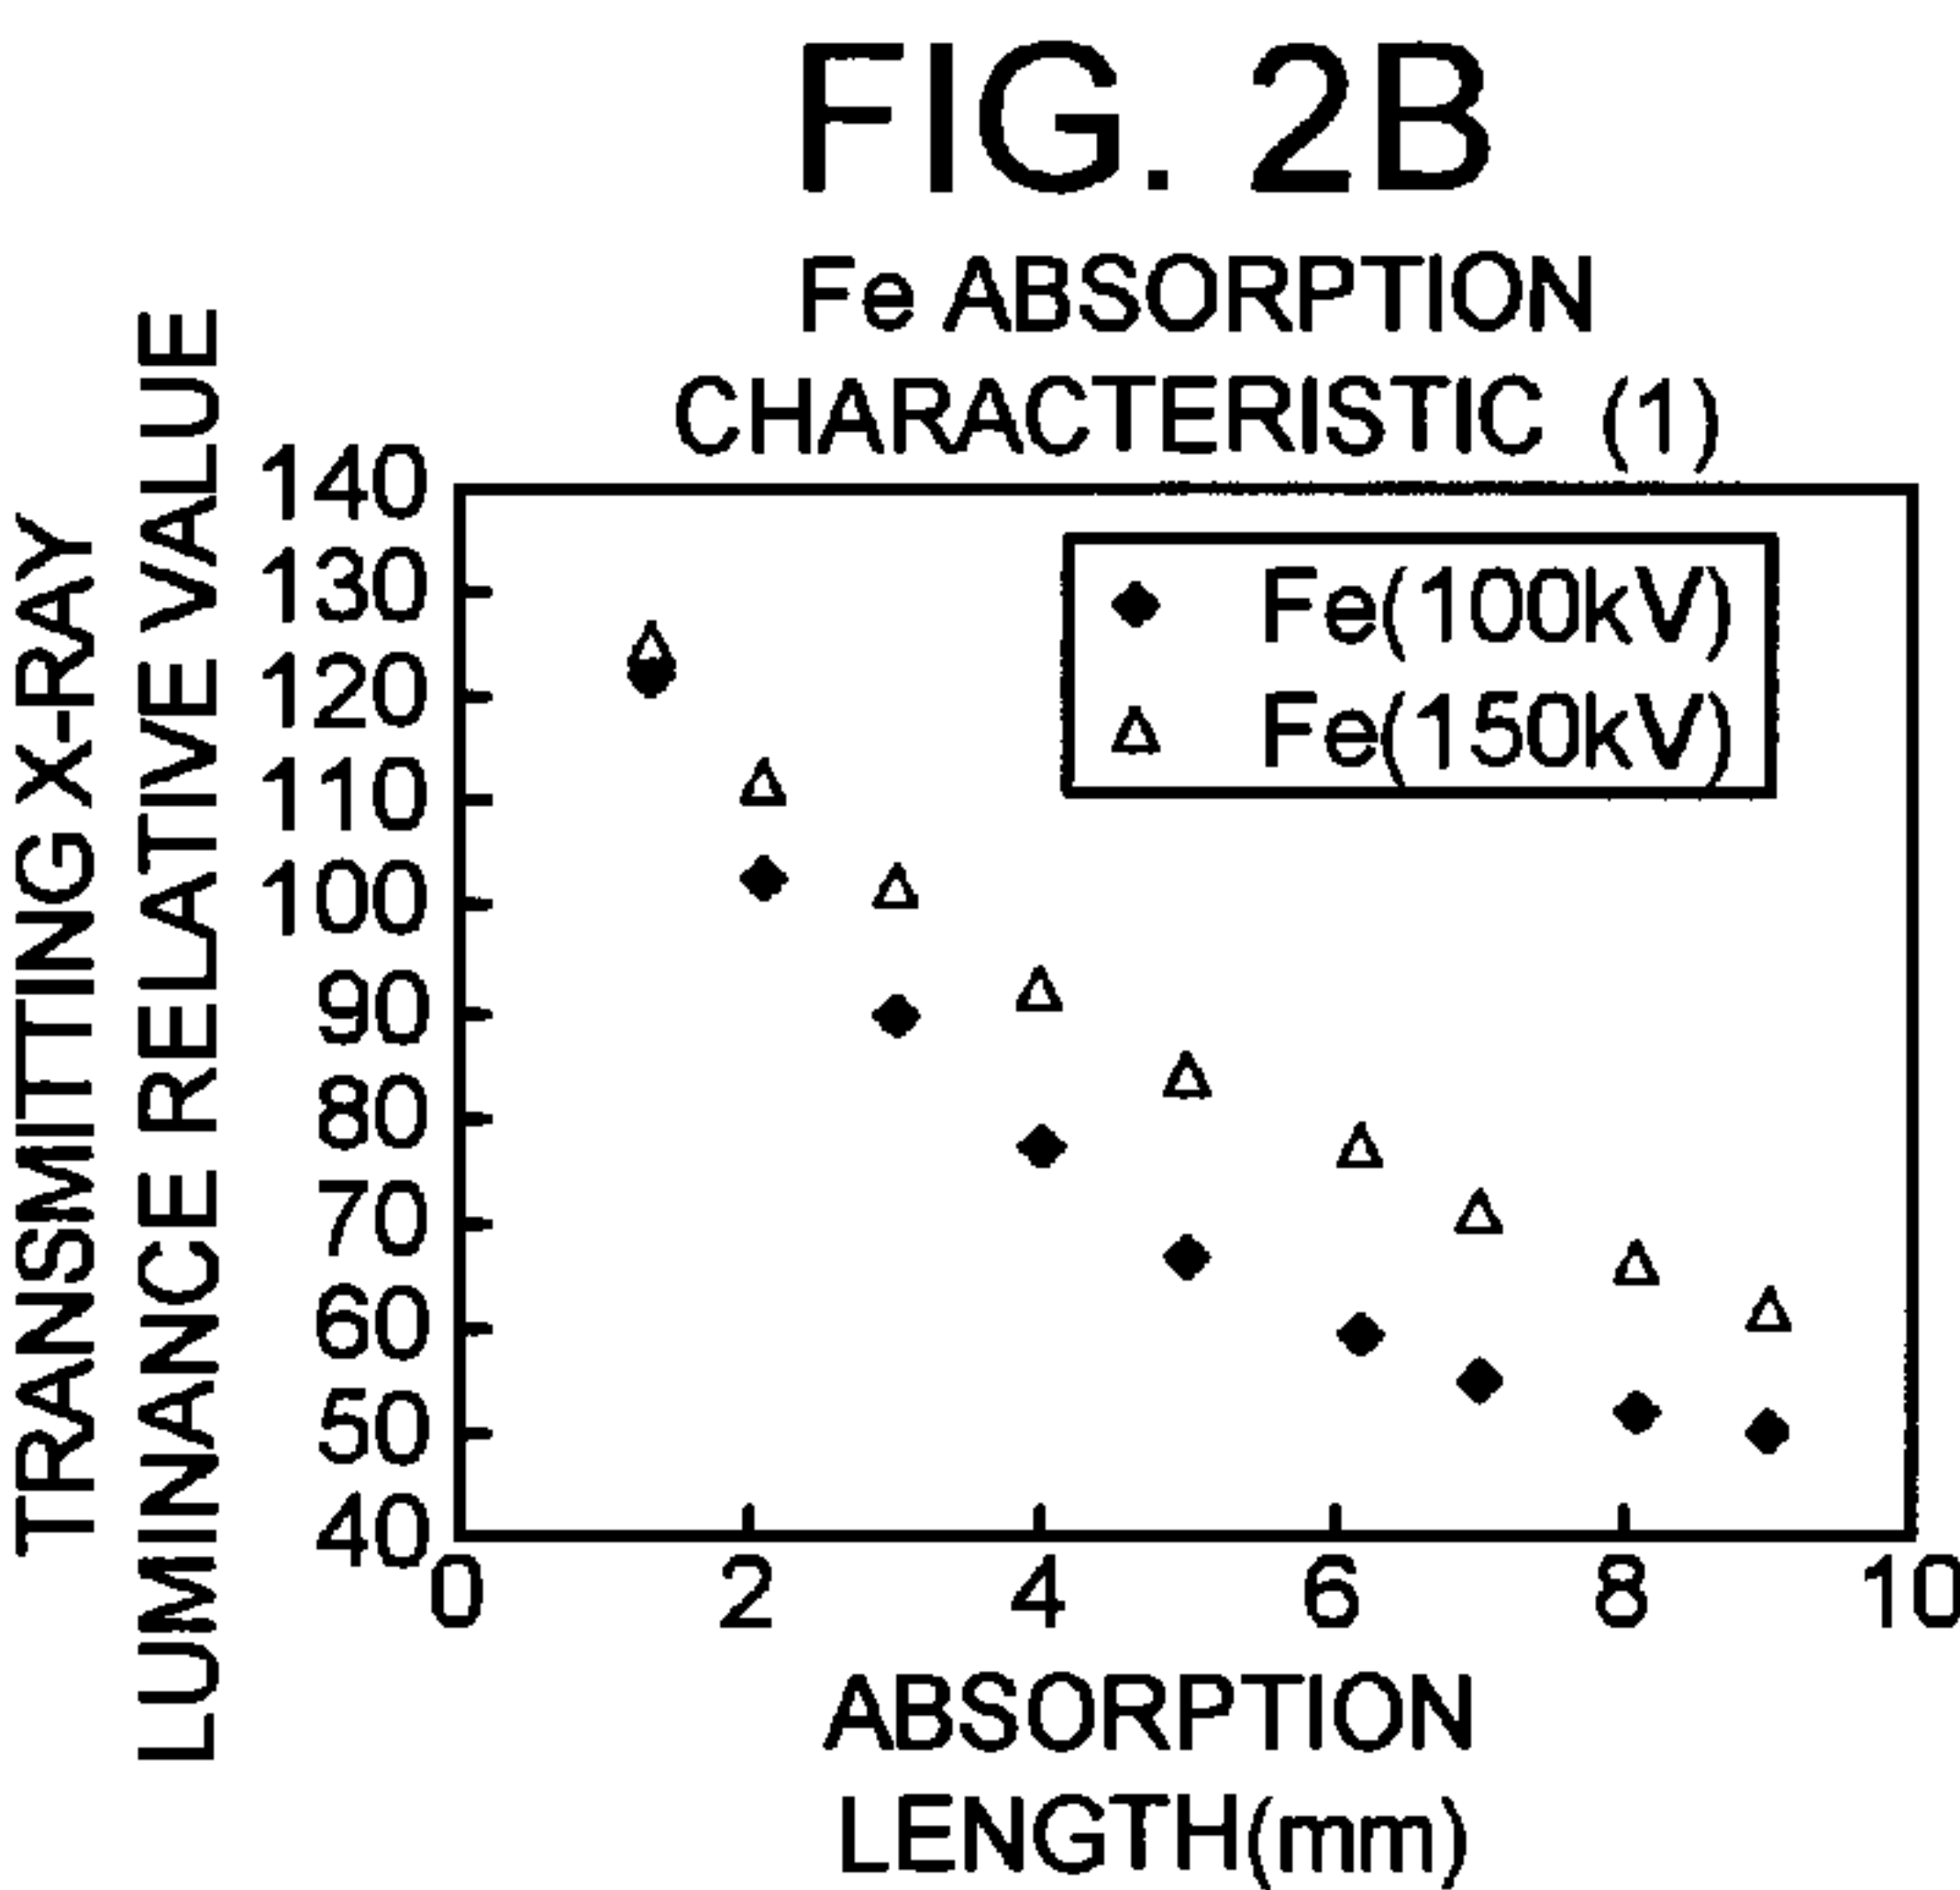 FIG. 2B
Fe ABSORPTION
CHARACTERISTIC (1)
TRANSMITTING X-RAY
LUMINANCE RELATIVE VALUE
140
130
120
110
100
90
80
70
60
50
40
Fe(100kV)
Fe(150kV)
0 2 4 6 8 10
ABSORPTION
LENGTH(mm)